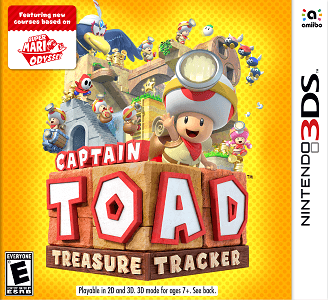 Featuring new
courses based on
SUPER
MARIO
ODYSSEY
amiibo
NINTENDO 3DS
CAPTAIN
TOAD
TM
TREASURE TRACKER
EVERYONE
E
ESRB
Playable in 2D and 3D. 3D mode for ages 7+. See back.